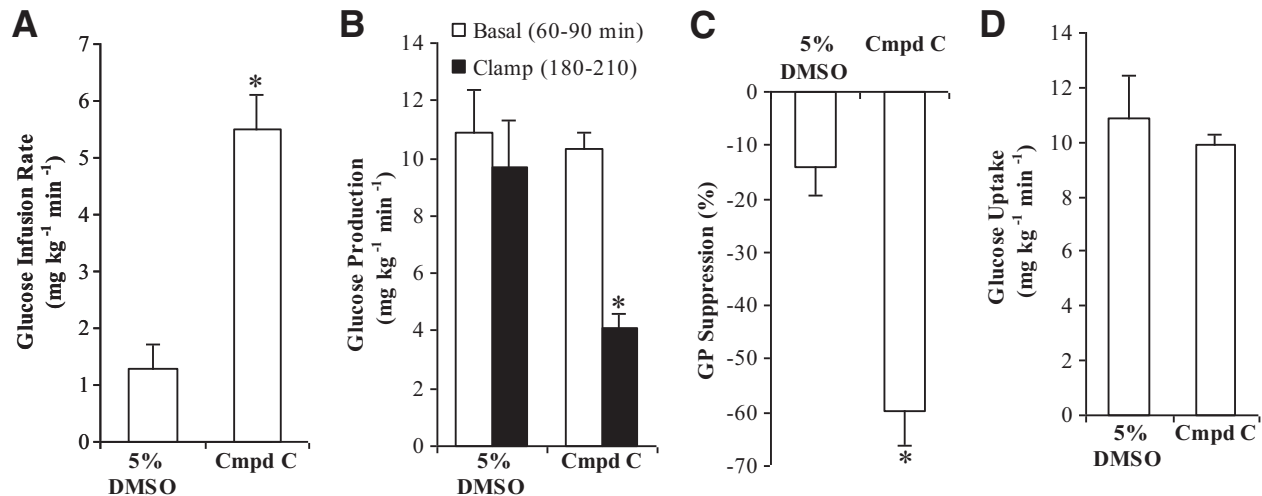 A
Glucose Infusion Rate
(mg kg⁻¹ min⁻¹)
7
6
5
4
3
2
1
0
*
5%
DMSO
Cmpd C
B
Glucose Production
(mg kg⁻¹ min⁻¹)
14
12
10
8
6
4
2
0
Basal (60-90 min)
Clamp (180-210)
*
5%
DMSO
Cmpd C
C
5%
DMSO
Cmpd C
GP Suppression (%)
0
-10
-20
-30
-40
-50
-60
-70
*
D
Glucose Uptake
(mg kg⁻¹ min⁻¹)
14
12
10
8
6
4
2
0
5%
DMSO
Cmpd C